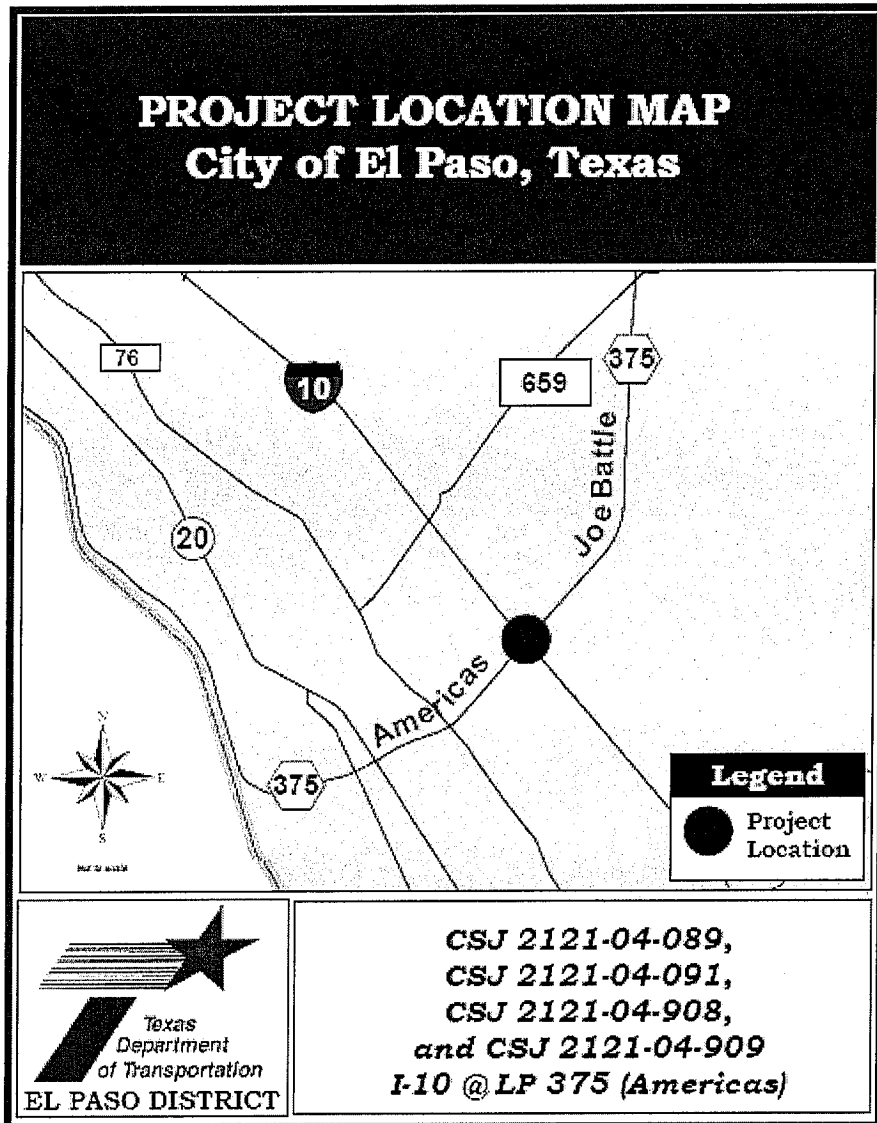 PROJECT LOCATION MAP
City of El Paso, Texas
76
10
659
375
Joe Battle
20
Americas
375
N
W
E
S
Legend
Project
Location
Texas
Department
of Transportation
EL PASO DISTRICT
CSJ 2121-04-089,
CSJ 2121-04-091,
CSJ 2121-04-908,
and CSJ 2121-04-909
I-10 @ LP 375 (Americas)